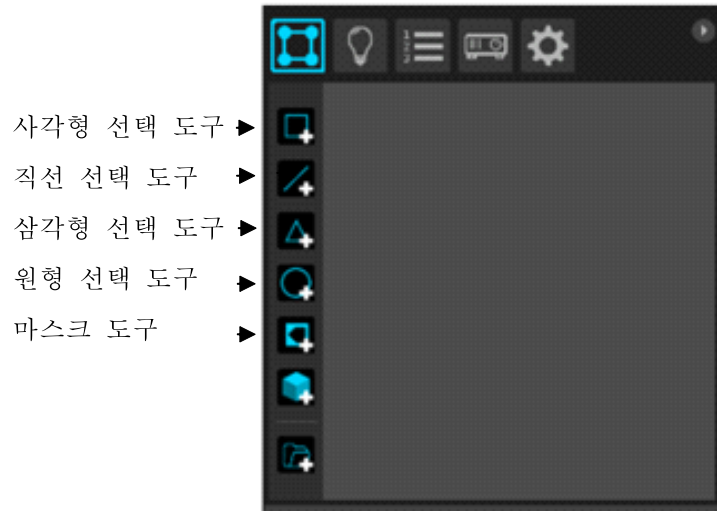 사각형 선택 도구
직선 선택 도구
삼각형 선택 도구
원형 선택 도구
마스크 도구